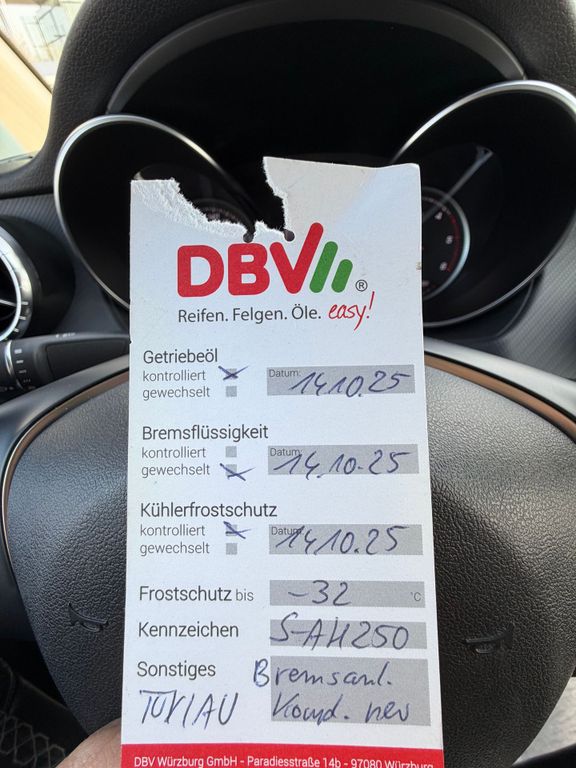 DBV®
Reifen. Felgen. Öle. easy!
Getriebeöl
kontrolliert Datum: 14.10.25
gewechselt
Bremsflüssigkeit
kontrolliert Datum:
gewechselt 14.10.25
Kühlerfrostschutz
kontrolliert Datum: 14.10.25
gewechselt
Frostschutz bis -32 °C
Kennzeichen S-AH250
Sonstiges Bremsanl.
TÜV/AU Kompl. neu
DBV Würzburg GmbH - Paradiesstraße 14b - 97080 Würzburg